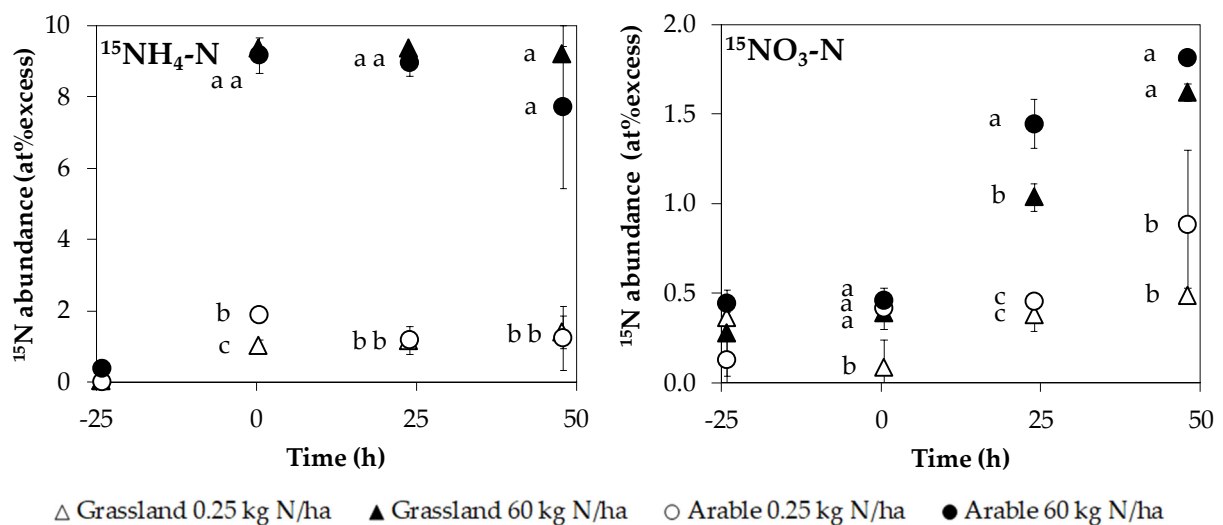 ¹⁵NH₄-N
¹⁵N abundance (at%excess)
10
8
6
4
2
0
a a
a a
a
a
b
c
b b
b b
-25
0
25
50
Time (h)
¹⁵NO₃-N
¹⁵N abundance (at%excess)
2.0
1.5
1.0
0.5
0.0
a
a
a
b
a
b
c
c
a
a
b
b
-25
0
25
50
Time (h)
△ Grassland 0.25 kg N/ha ▲ Grassland 60 kg N/ha ○ Arable 0.25 kg N/ha ● Arable 60 kg N/ha